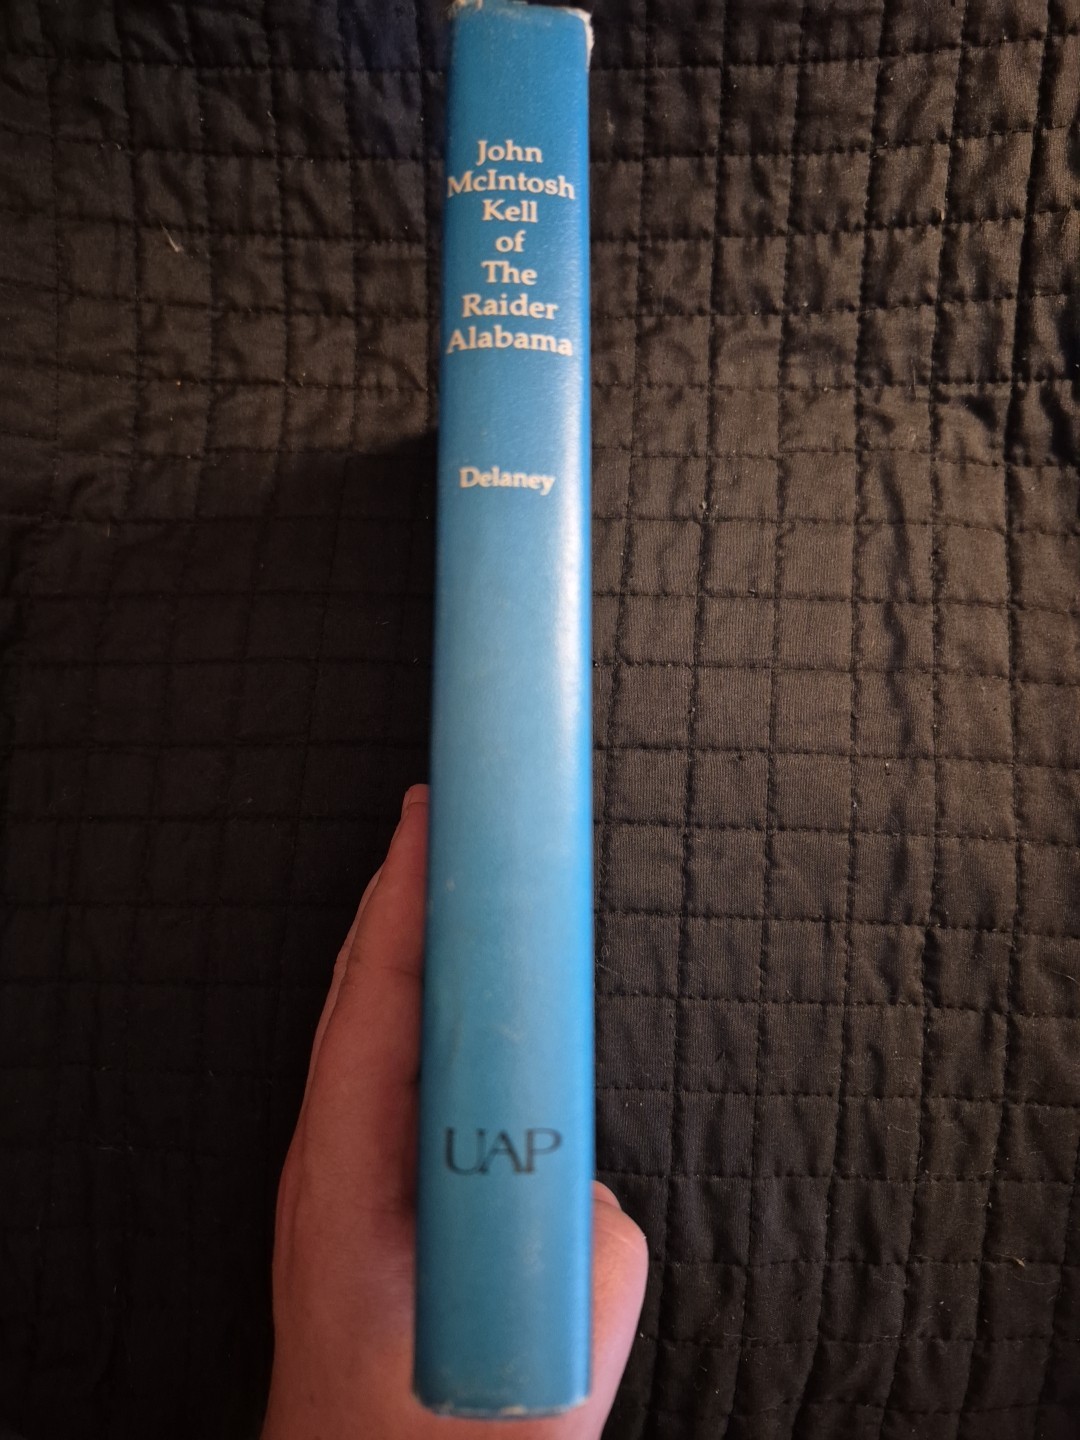 John
McIntosh
Kell
of
The
Raider
Alabama
Delaney
UAP